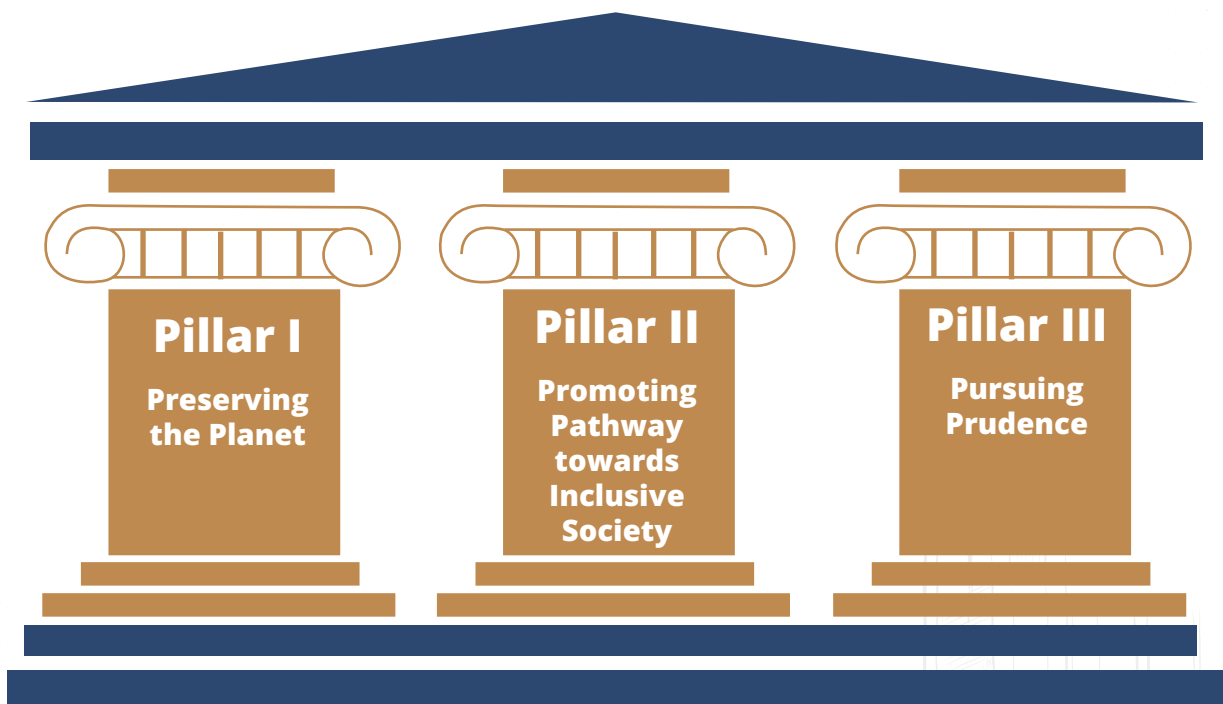 Pillar I
Preserving
the Planet
Pillar II
Promoting
Pathway
towards
Inclusive
Society
Pillar III
Pursuing
Prudence